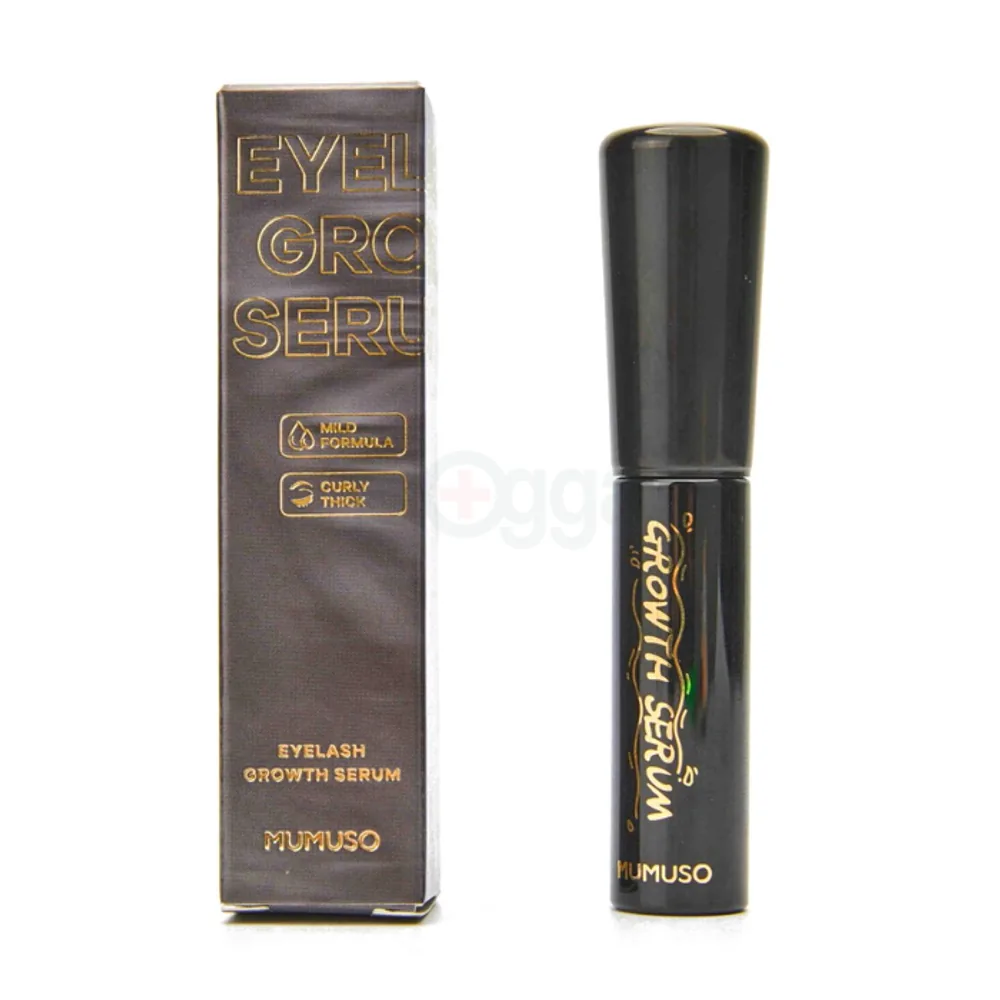 EYEL
GRO
SERU
MILD
FORMULA
CURLY
THICK
EYELASH
GROWTH SERUM
MUMUSO
GROWTH SERUM
MUMUSO